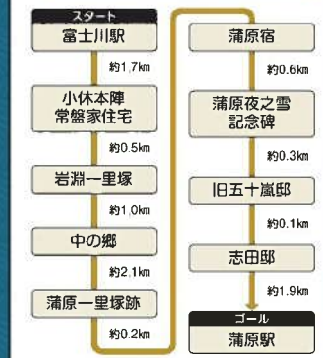 スタート
富士川駅
約1.7km
小休本陣
常盤家住宅
約0.5km
岩淵一里塚
約1.0km
中の郷
約2.1km
蒲原一里塚跡
約0.2km
蒲原宿
約0.6km
蒲原夜之雪
記念碑
約0.3km
旧五十嵐邸
約0.1km
志田邸
約1.9km
ゴール
蒲原駅